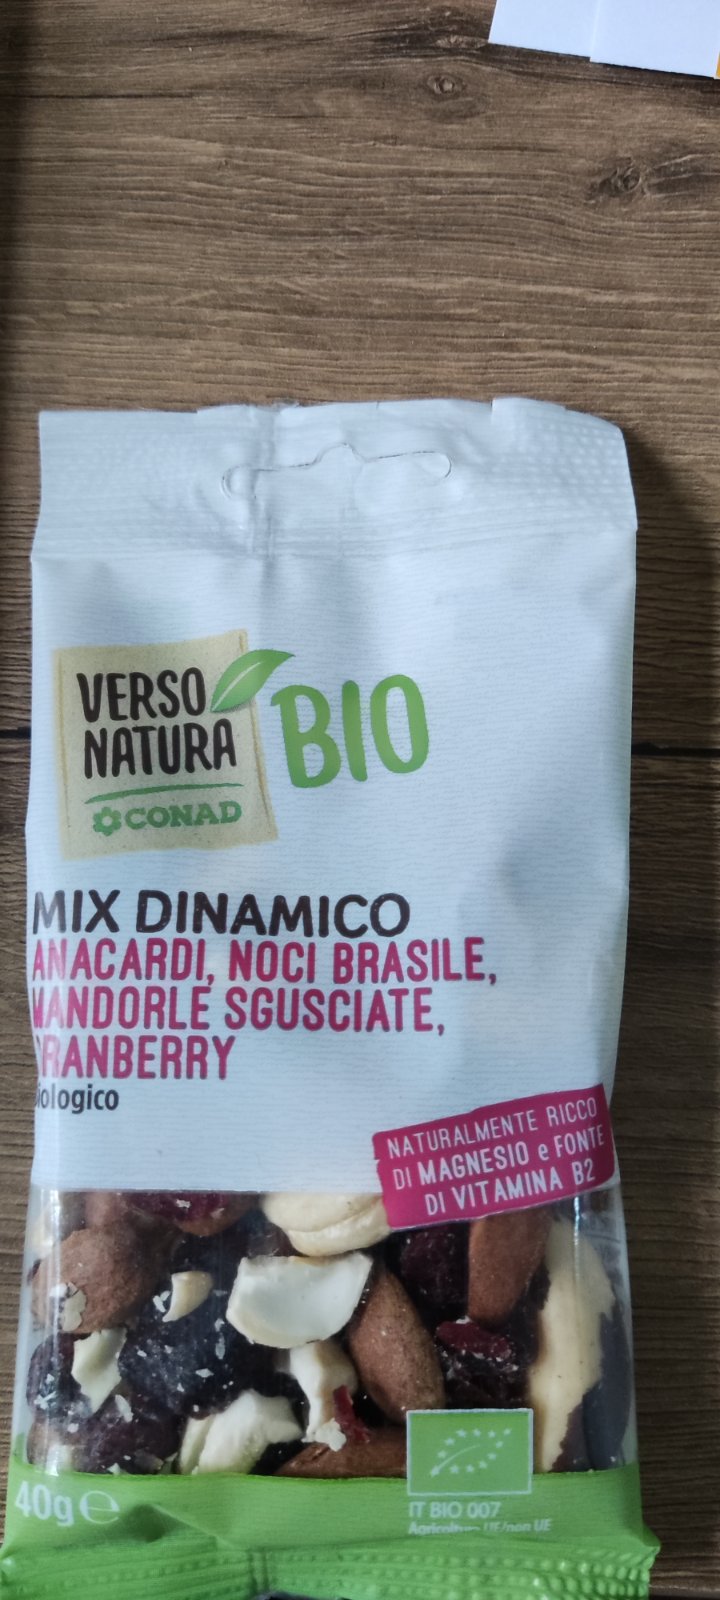 VERSO
NATURA
CONAD
BIO
MIX DINAMICO
ANACARDI, NOCI BRASILE,
MANDORLE SGUSCIATE,
CRANBERRY
biologico
NATURALMENTE RICCO
DI MAGNESIO e FONTE
DI VITAMINA B2
40g e
IT BIO 007
Agricoltura UE/non UE